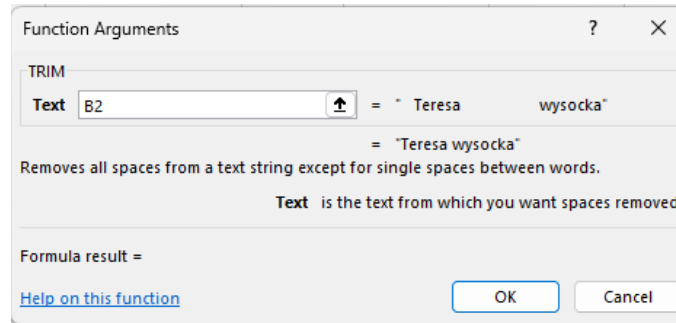 Function Arguments ? ×
TRIM
Text B2 = "  Teresa          wysocka"
= "Teresa wysocka"
Removes all spaces from a text string except for single spaces between words.
Text is the text from which you want spaces removed
Formula result =
Help on this function OK Cancel